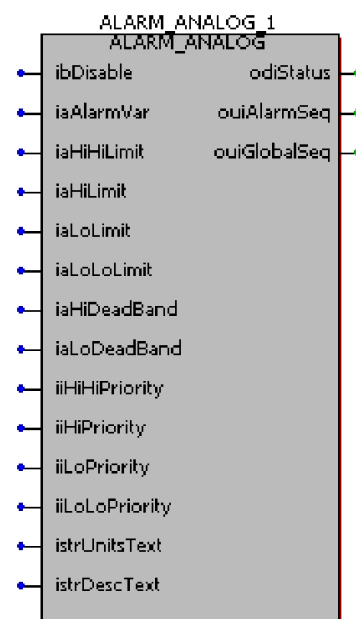 ALARM_ANALOG_1
ALARM_ANALOG
ibDisable odiStatus
iaAlarmVar ouiAlarmSeq
iaHiHiLimit ouiGlobalSeq
iaHiLimit
iaLoLimit
iaLoLoLimit
iaHiDeadBand
iaLoDeadBand
iiHiHiPriority
iiHiPriority
iiLoPriority
iiLoLoPriority
istrUnitsText
istrDescText